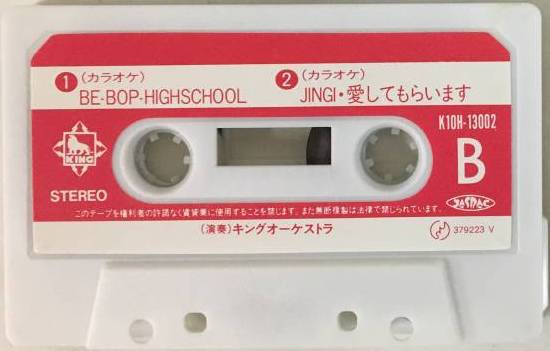 1 (カラオケ)
BE-BOP-HIGHSCHOOL
2 (カラオケ)
JINGI・愛してもらいます
K10H-13002
KING
B
STEREO
JASRAC
このテープを権利者の許諾なく賃貸業に使用することを禁じます。また無断複製は法律で禁じられています。
(演奏)キングオーケストラ
379223 V